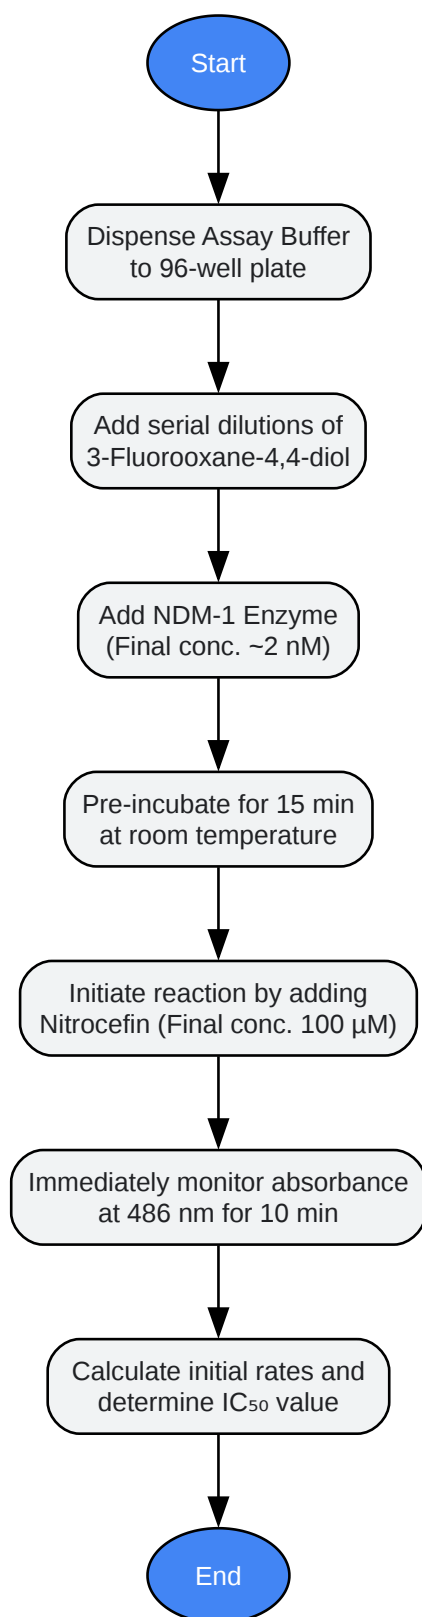 Start
Dispense Assay Buffer
to 96-well plate
Add serial dilutions of
3-Fluorooxane-4,4-diol
Add NDM-1 Enzyme
(Final conc. ~2 nM)
Pre-incubate for 15 min
at room temperature
Initiate reaction by adding
Nitrocefin (Final conc. 100 µM)
Immediately monitor absorbance
at 486 nm for 10 min
Calculate initial rates and
determine IC₅₀ value
End